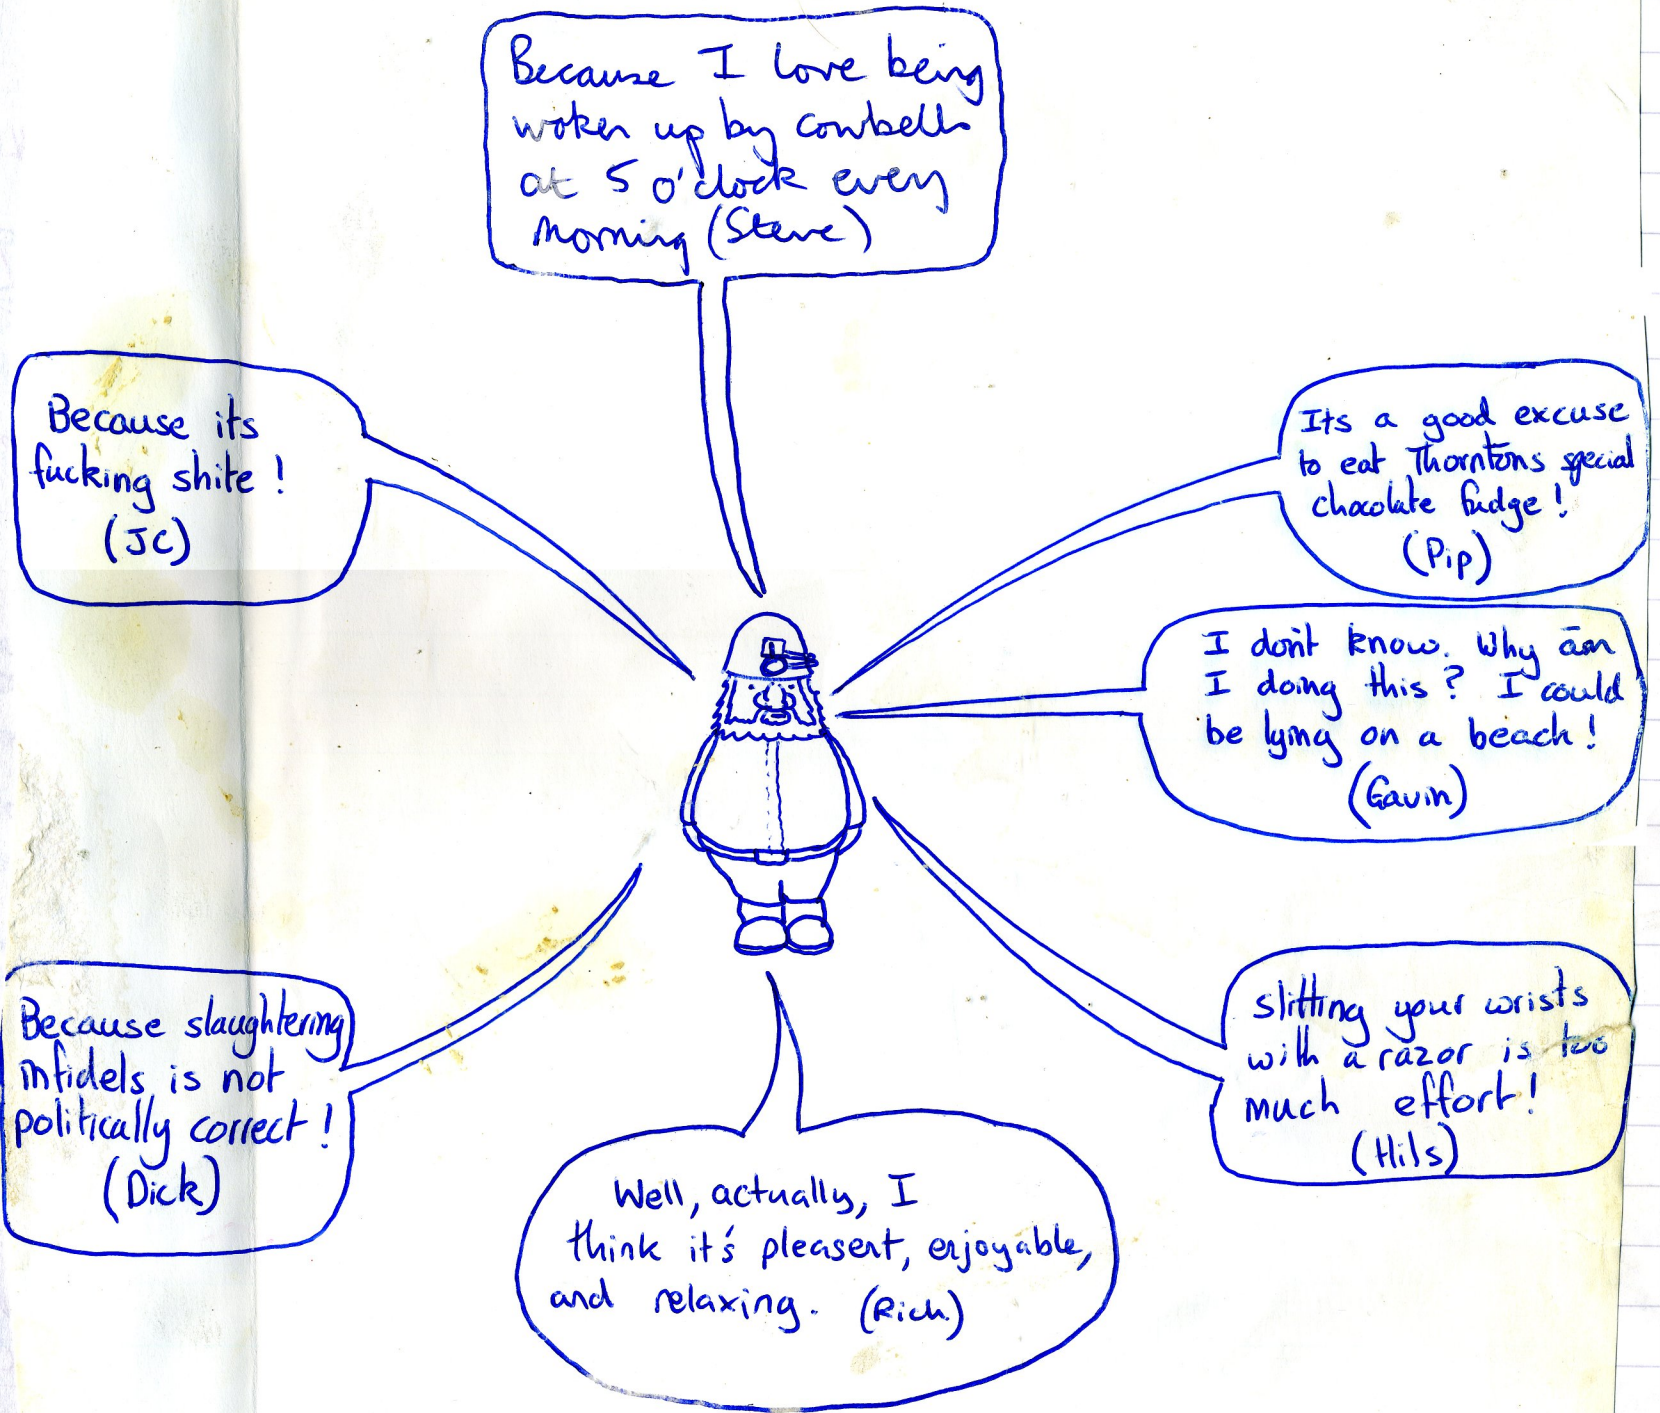 Because I love being
woken up by cowbells
at 5 o'clock every
morning (Steve)
Because its
fucking shite !
(JC)
Its a good excuse
to eat Thorntons special
chocolate fudge !
(Pip)
I don't know. Why am
I doing this ? I could
be lying on a beach !
(Gavin)
Because slaughtering
infidels is not
politically correct !
(Dick)
slitting your wrists
with a razor is too
much effort !
(Hils)
Well, actually, I
think it's pleasent, enjoyable,
and relaxing. (Rich)